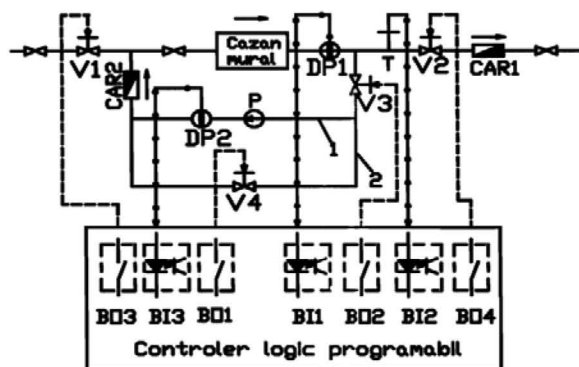 Cazan
mural
V1
DP1
T
V2
CAR1
CAR2
V3
P
DP2
1
2
V4
BO3 BI3 BO1 BI1 BO2 BI2 BO4
Controler logic programabil